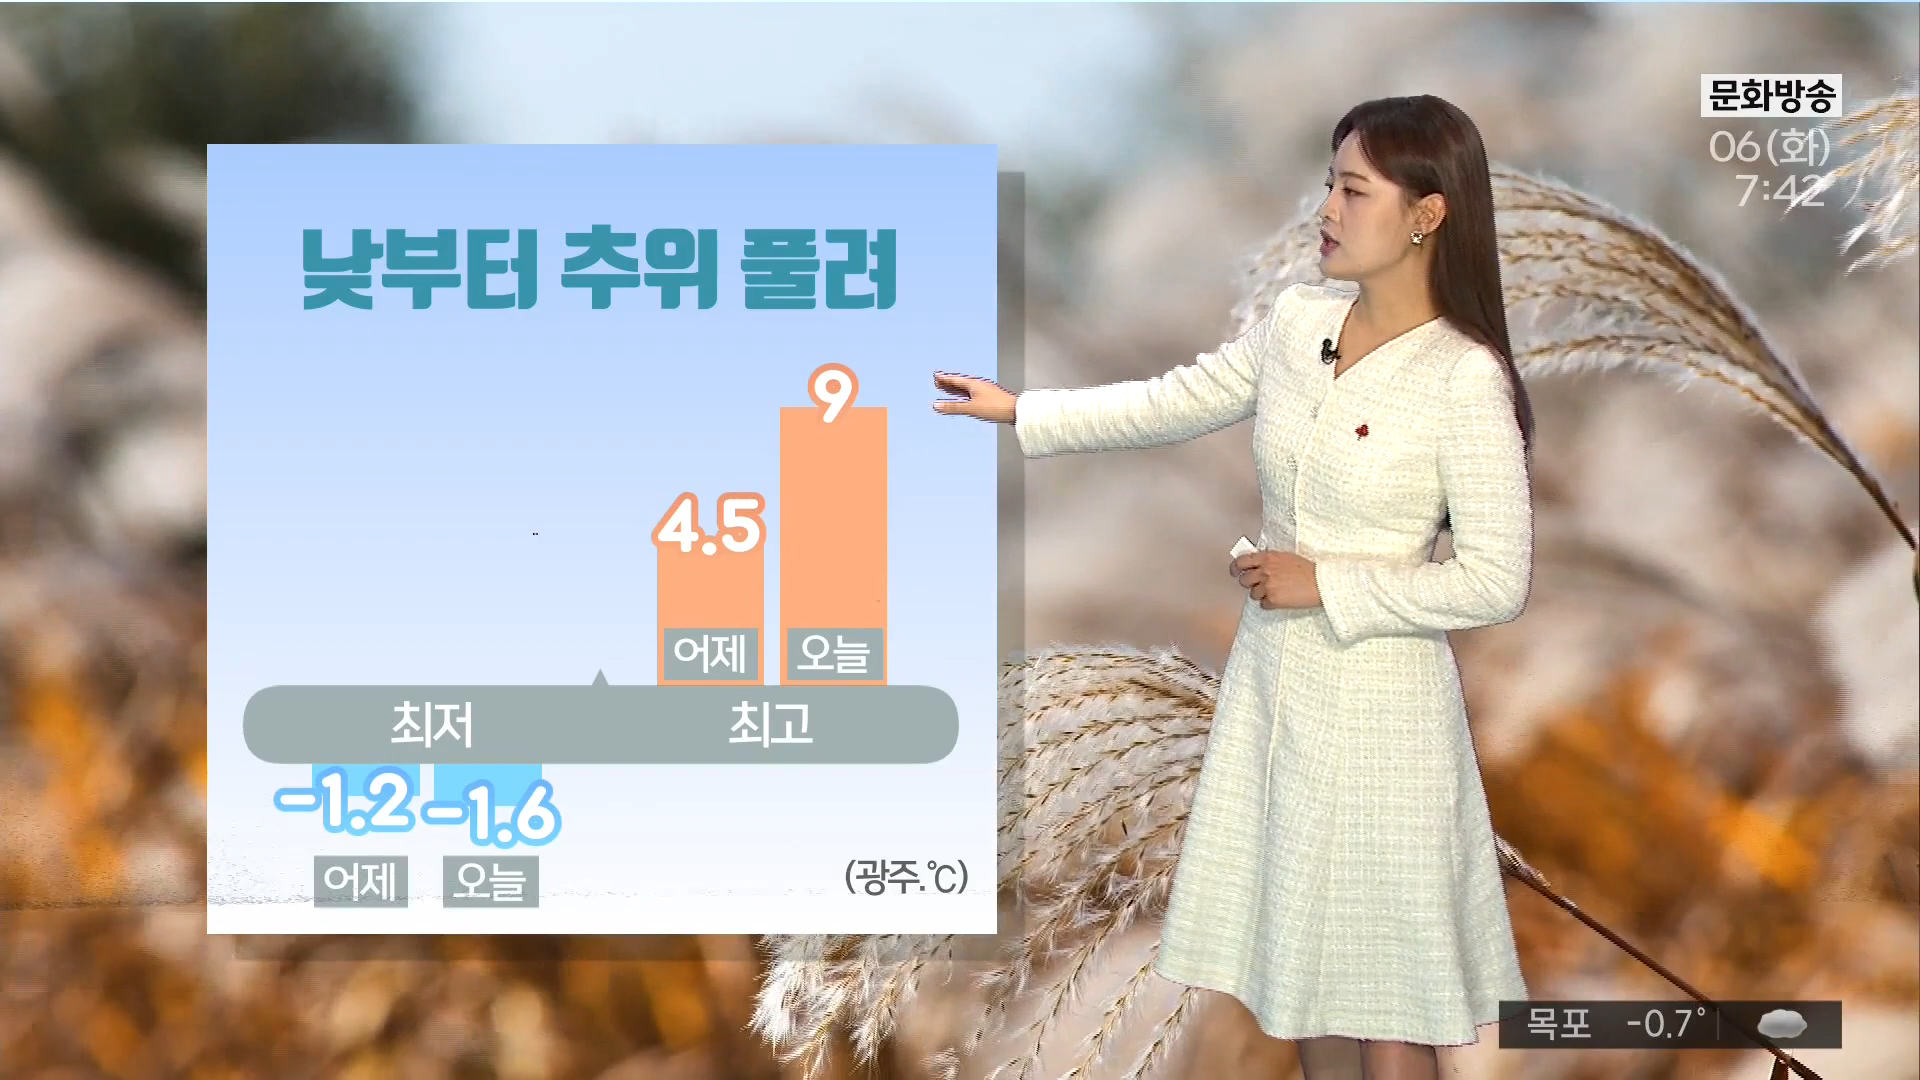 문화방송
06(화)
7:42
낮부터 추위 풀려
9
4.5
어제 오늘
최저 최고
-1.2 -1.6
어제 오늘
(광주.℃)
목포 -0.7°